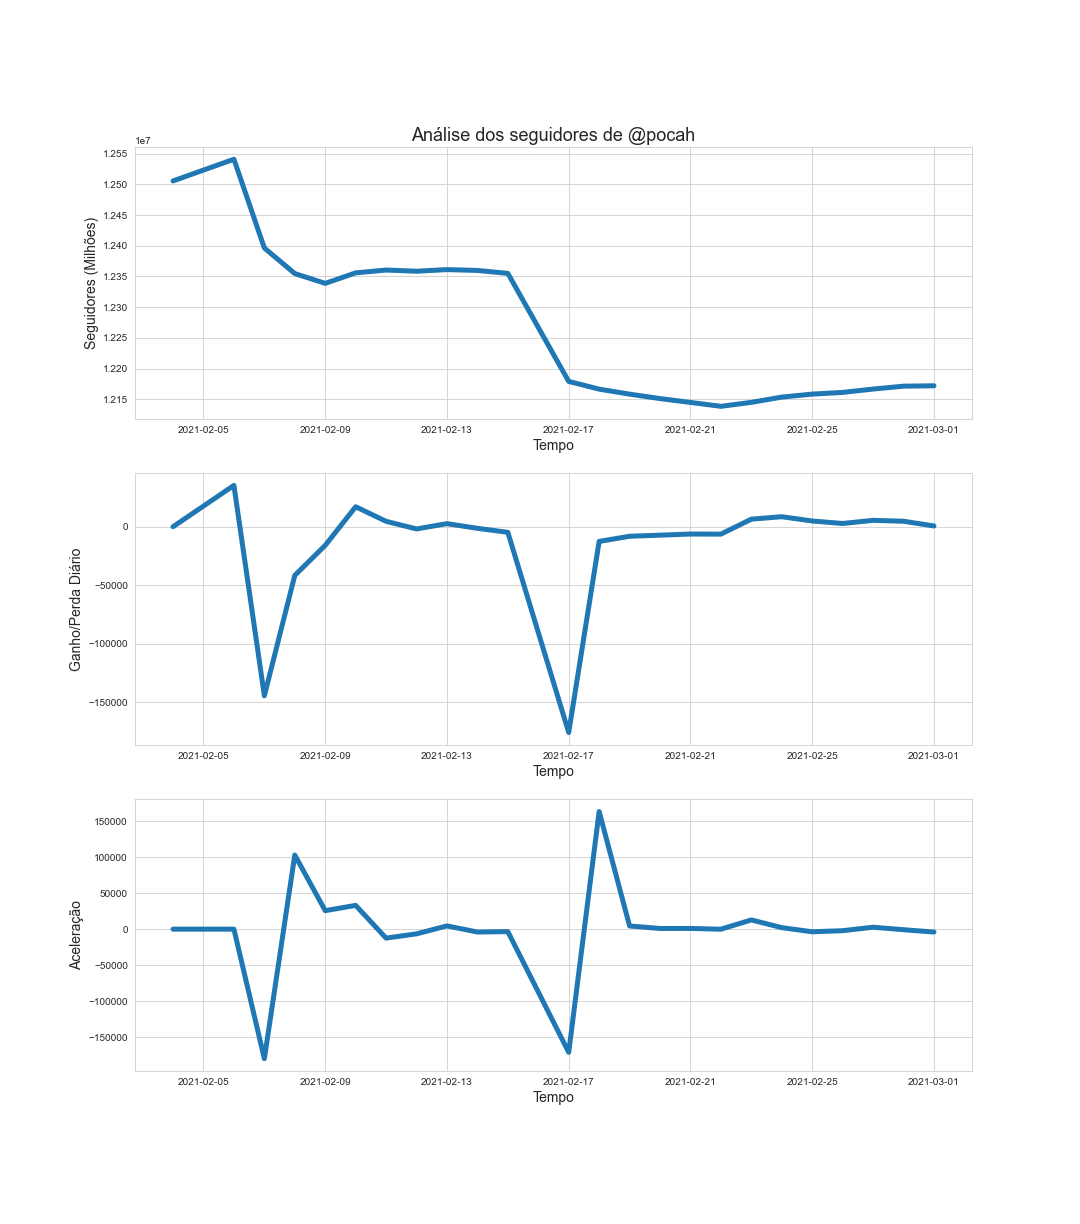 Análise dos seguidores de @pocah
1e7
1.255
1.250
1.245
1.240
1.235
1.230
1.225
1.220
1.215
Seguidores (Milhões)
2021-02-05 2021-02-09 2021-02-13 2021-02-17 2021-02-21 2021-02-25 2021-03-01
Tempo
0
−50000
−100000
−150000
Ganho/Perda Diário
2021-02-05 2021-02-09 2021-02-13 2021-02-17 2021-02-21 2021-02-25 2021-03-01
Tempo
150000
100000
50000
0
−50000
−100000
−150000
Aceleração
2021-02-05 2021-02-09 2021-02-13 2021-02-17 2021-02-21 2021-02-25 2021-03-01
Tempo